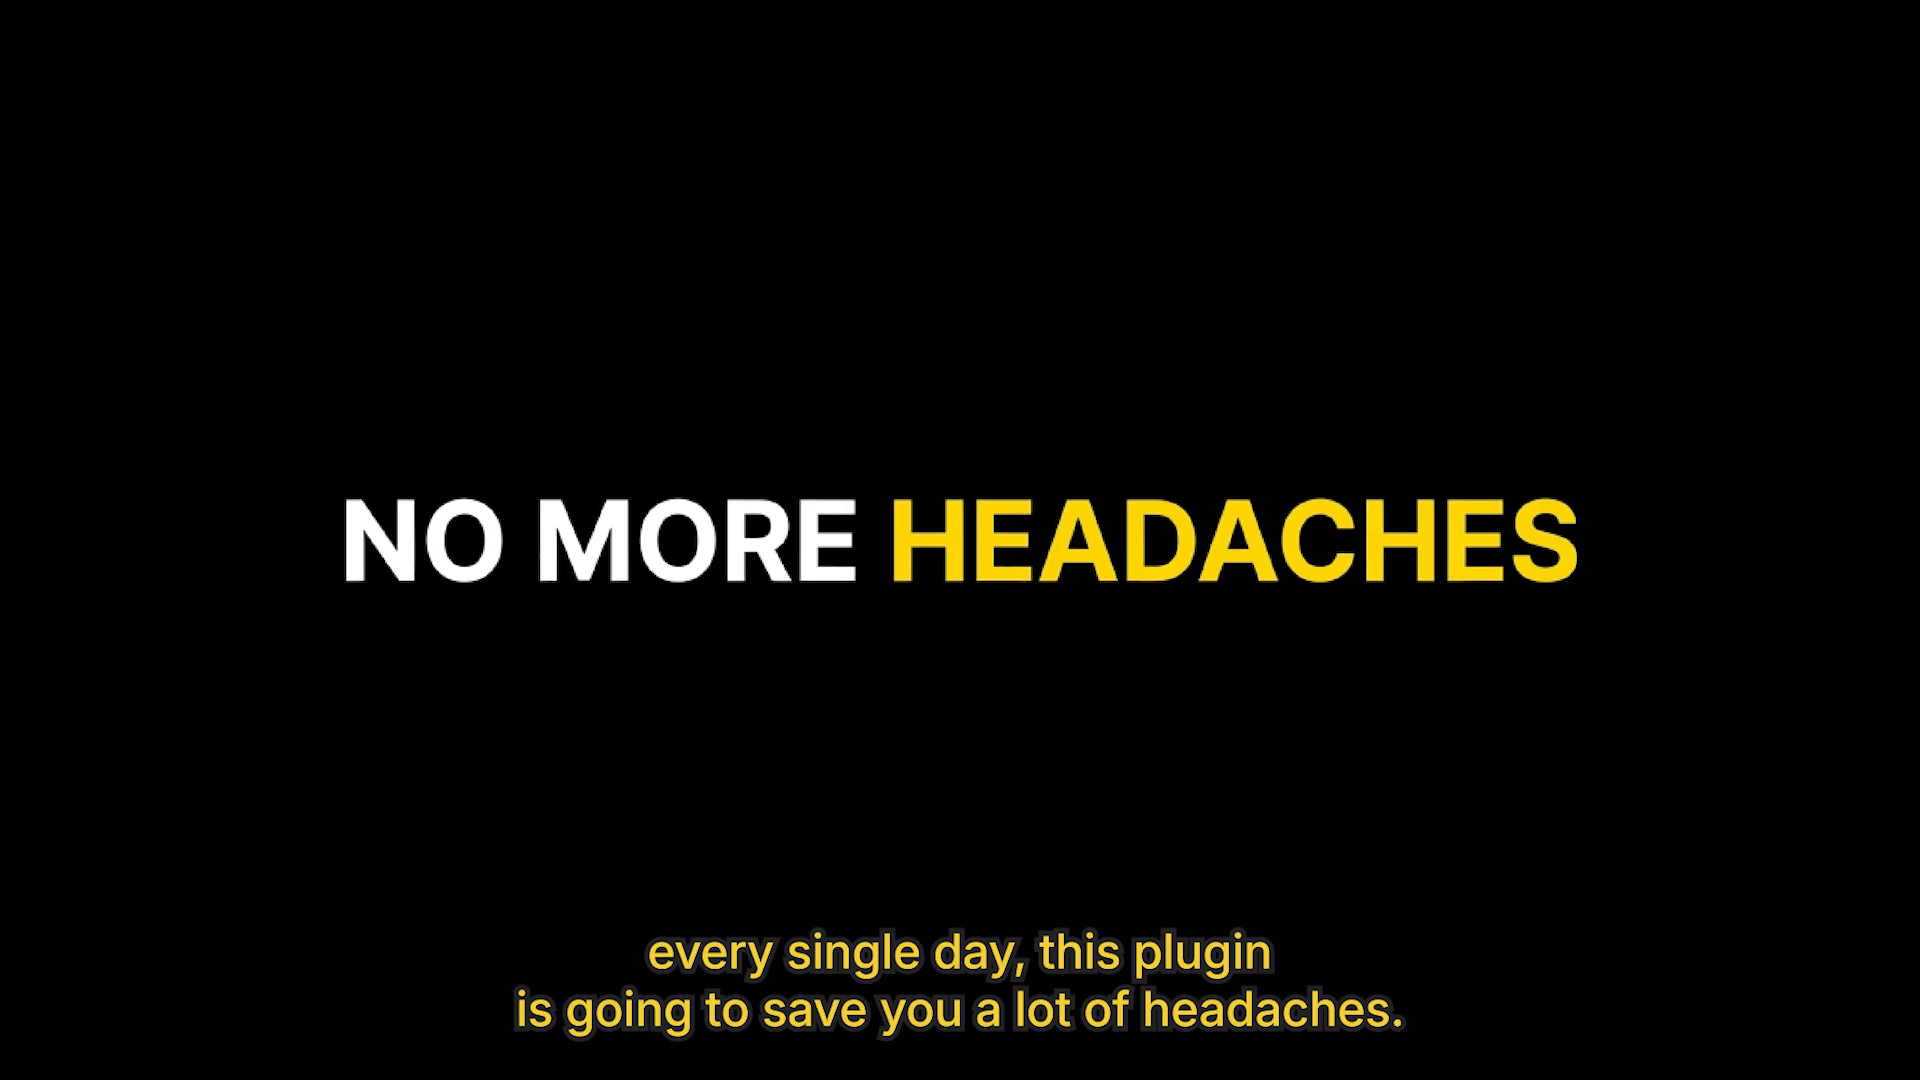 NO MORE HEADACHES
every single day, this plugin
is going to save you a lot of headaches.